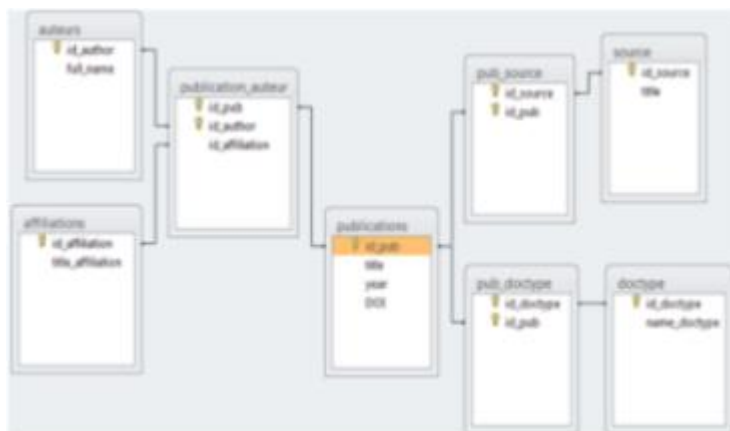 auteurs
id_author
full_name
publication_auteur
id_pub
id_author
id_affiliation
affiliations
id_affiliation
title_affiliation
publications
id_pub
title
year
DOI
pub_source
id_source
id_pub
source
id_source
title
pub_doctype
id_doctype
id_pub
doctype
id_doctype
name_doctype